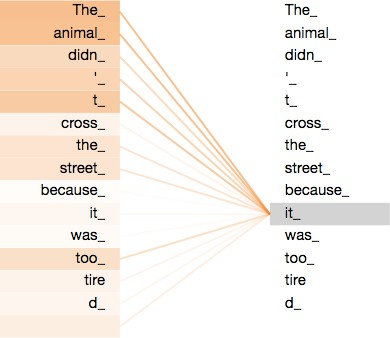 The_ The_
animal_ animal_
didn_ didn_
'_ '_
t_ t_
cross_ cross_
the_ the_
street_ street_
because_ because_
it_ it_
was_ was_
too_ too_
tire tire
d_ d_